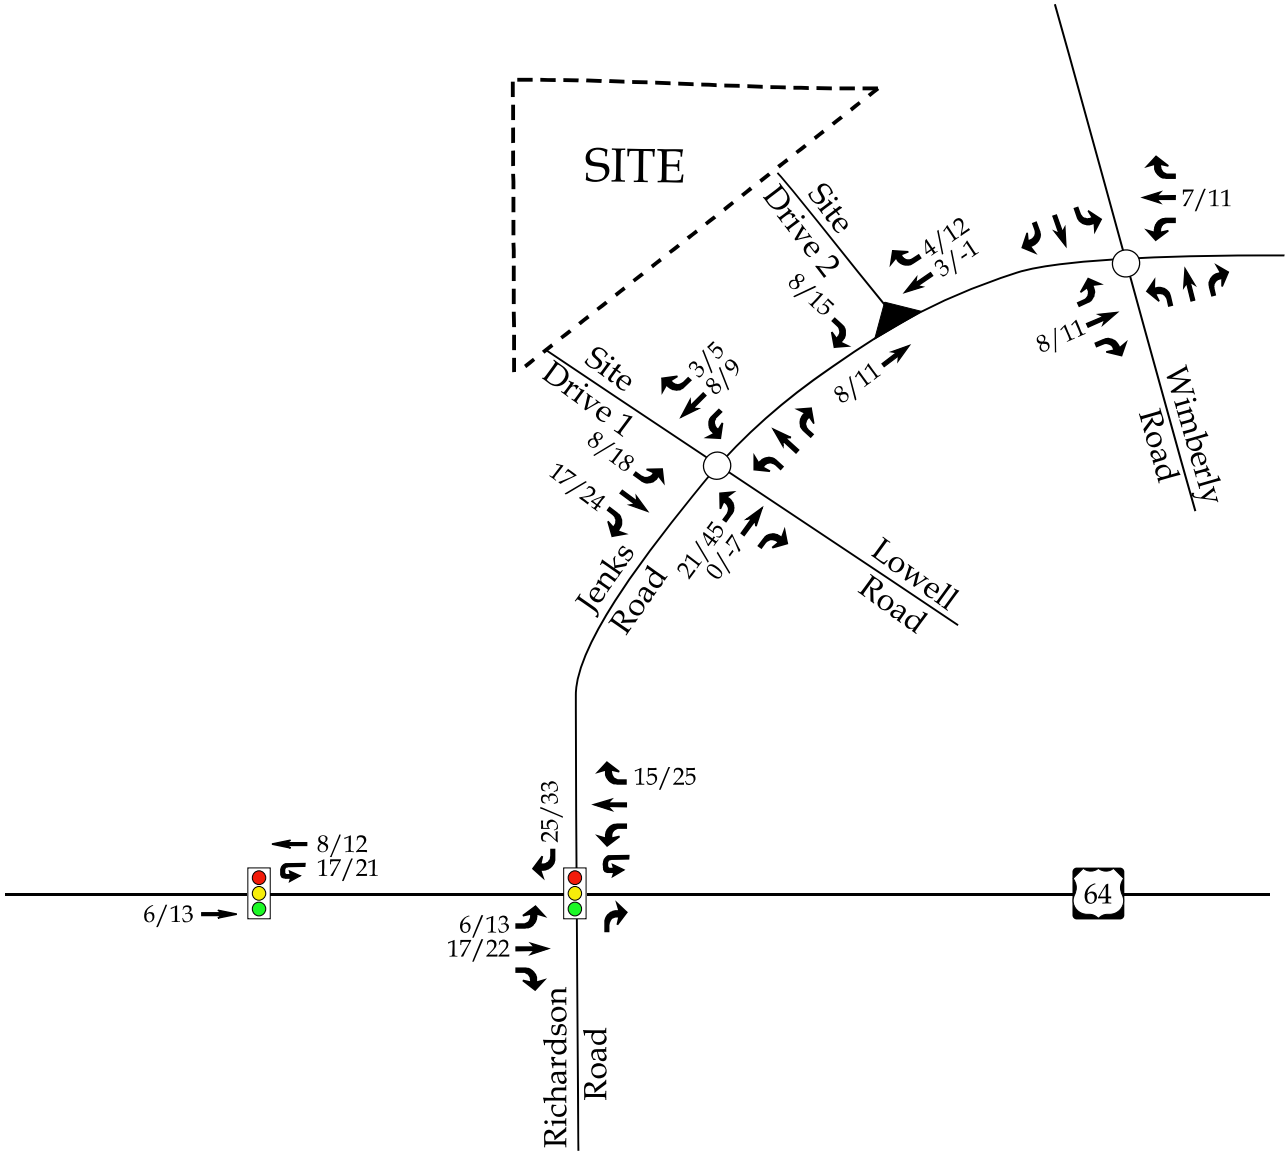 SITE
7/11
Site
Drive 2
4/12
3/-1
8/15
8/11
8/11
Site
Drive 1
3/5
8/9
8/18
17/24
21/45
0/-7
Wimberly
Road
Lowell
Road
Jenks
Road
15/25
25/33
8/12
17/21
6/13
6/13
17/22
64
Richardson
Road